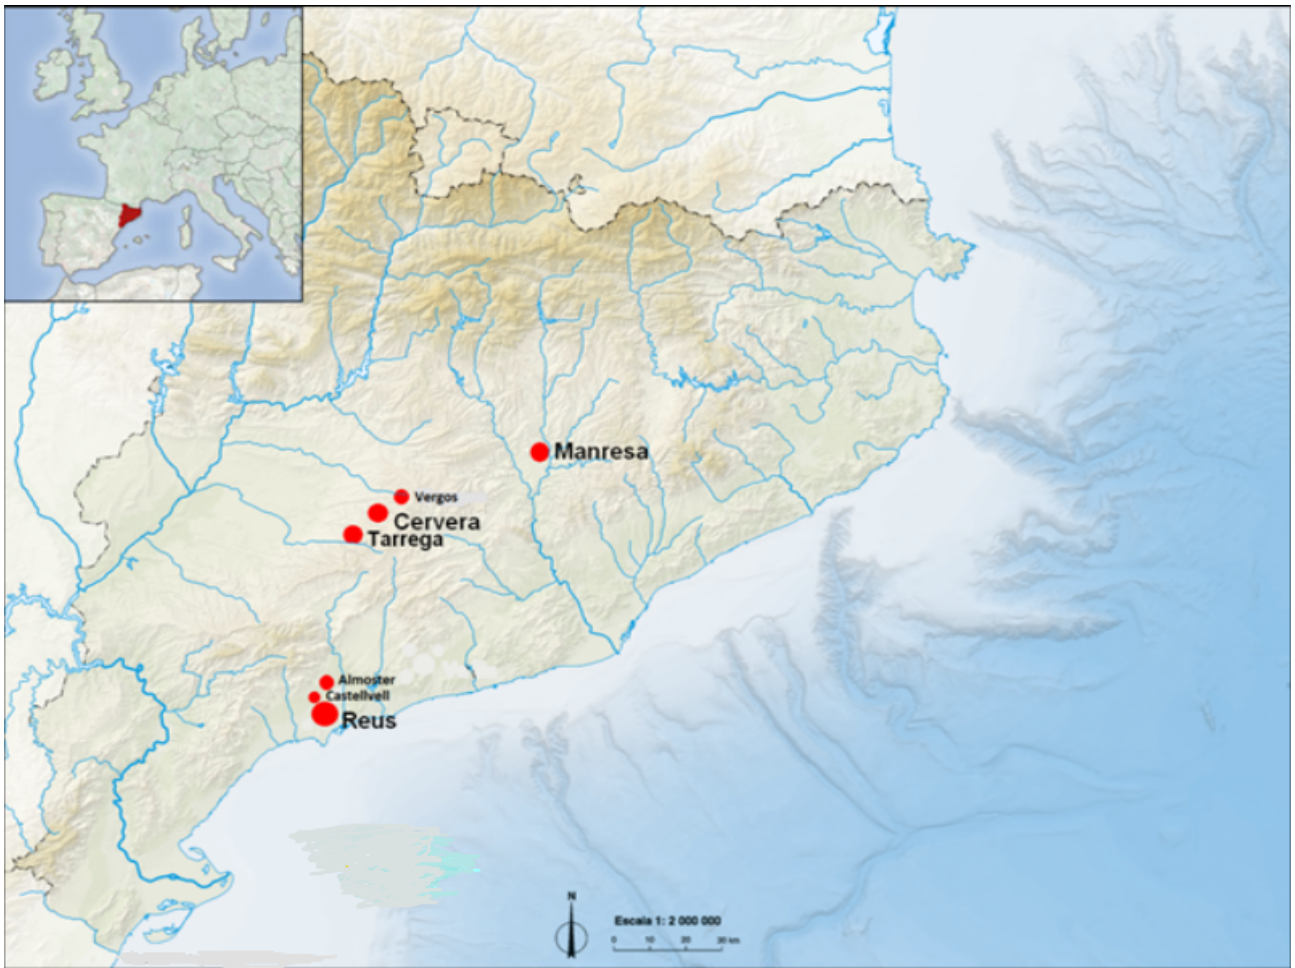 Manresa
Vergos
Cervera
Tarrega
Almoster
Castellvell
Reus
N
Escala 1: 2 000 000
0 10 20 30 km